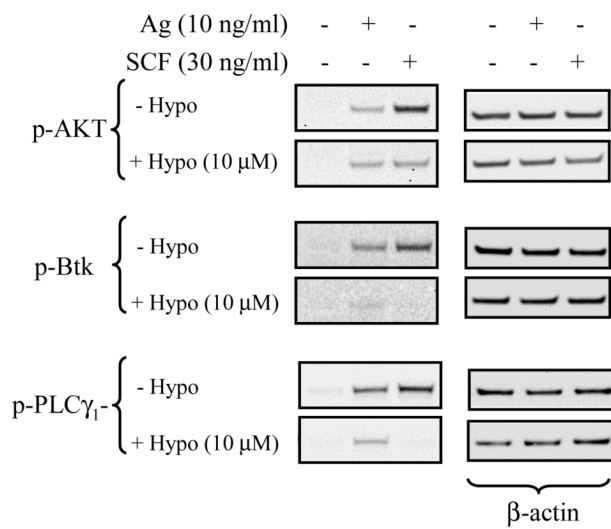 Ag (10 ng/ml) - + - - + -
SCF (30 ng/ml) - - + - - +
p-AKT
- Hypo
+ Hypo (10 μM)
p-Btk
- Hypo
+ Hypo (10 μM)
p-PLCγ1-
- Hypo
+ Hypo (10 μM)
β-actin